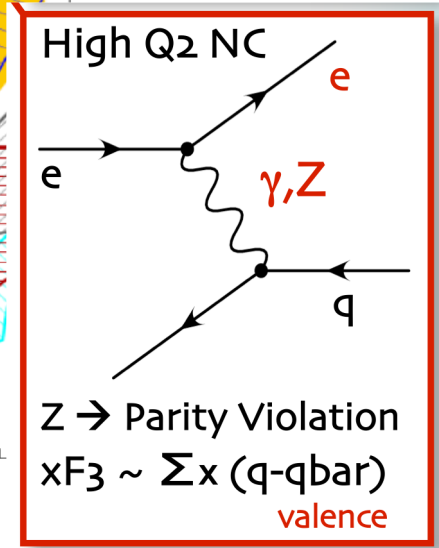 High Q2 NC
e
e
γ,Z
q
Z → Parity Violation
xF3 ~ Σx (q-qbar)
valence